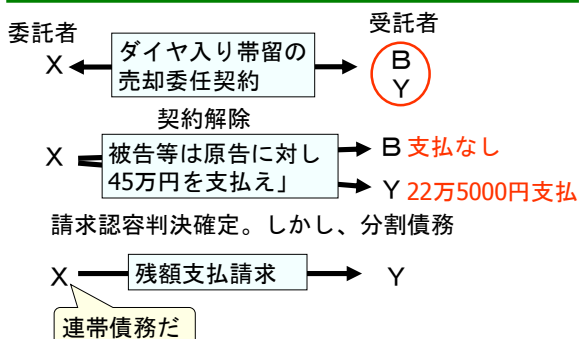 委託者
受託者
X
ダイヤ入り帯留の
売却委任契約
B
Y
契約解除
X
被告等は原告に対し
45万円を支払え」
B 支払なし
Y 22万5000円支払
請求認容判決確定。しかし、分割債務
X
残額支払請求
Y
連帯債務だ